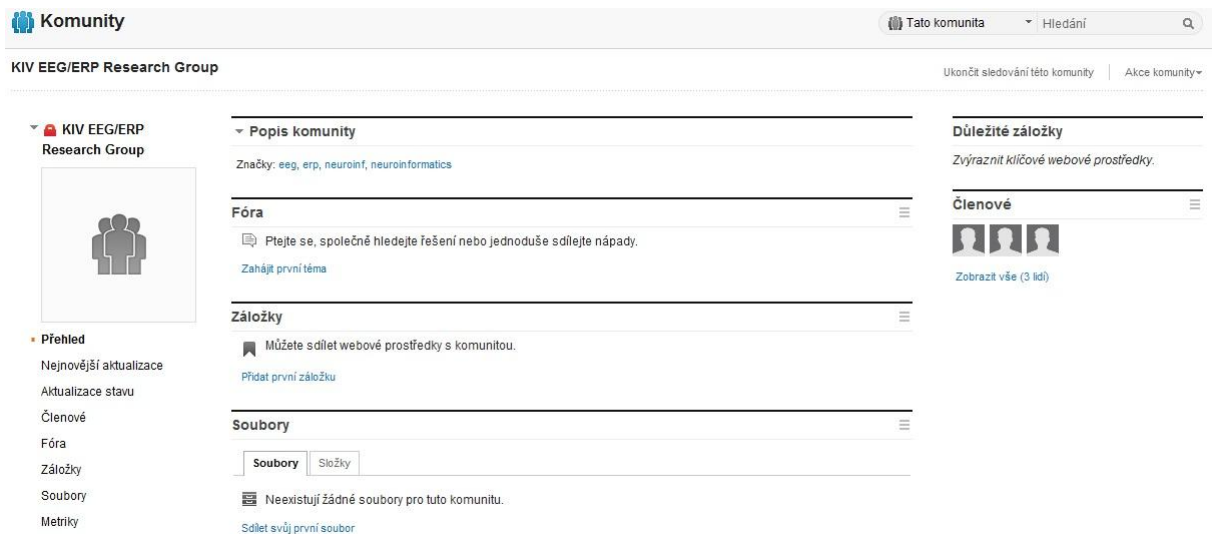 Komunity
Tato komunita
Hledání
KIV EEG/ERP Research Group
Ukončit sledování této komunity
Akce komunity
KIV EEG/ERP
Research Group
Přehled
Nejnovější aktualizace
Aktualizace stavu
Členové
Fóra
Záložky
Soubory
Metriky
Popis komunity
Značky: eeg, erp, neuroinf, neuroinformatics
Fóra
Ptejte se, společně hledejte řešení nebo jednoduše sdílejte nápady.
Zahájit první téma
Záložky
Můžete sdílet webové prostředky s komunitou.
Přidat první záložku
Soubory
Soubory
Složky
Neexistují žádné soubory pro tuto komunitu.
Sdílet svůj první soubor
Důležité záložky
Zvýraznit klíčové webové prostředky.
Členové
Zobrazit vše (3 lidí)